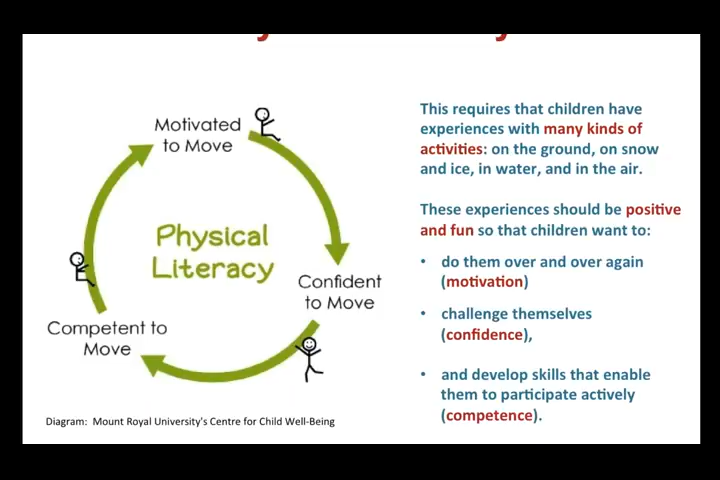 Motivated
to Move
Physical
Literacy
Confident
to Move
Competent to
Move
Diagram: Mount Royal University's Centre for Child Well-Being
This requires that children have
experiences with many kinds of
activities: on the ground, on snow
and ice, in water, and in the air.
These experiences should be positive
and fun so that children want to:
• do them over and over again
(motivation)
• challenge themselves
(confidence),
• and develop skills that enable
them to participate actively
(competence).